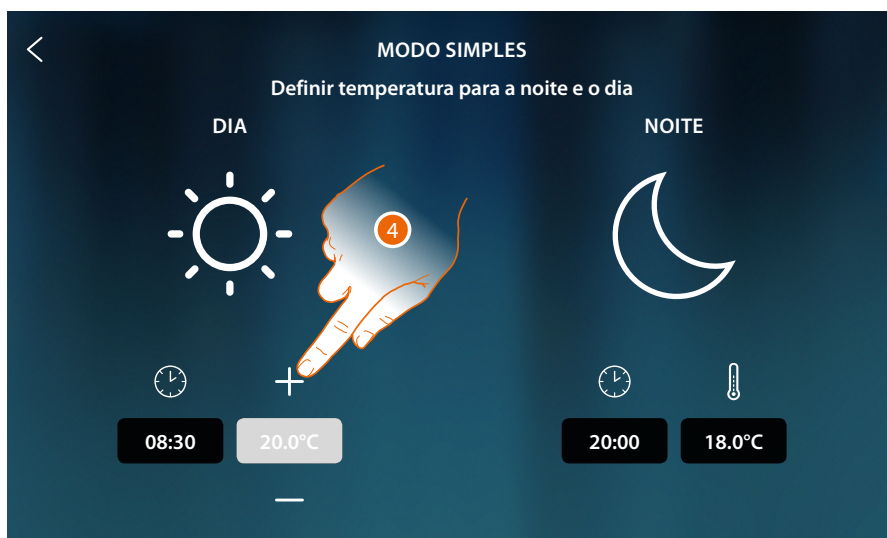 MODO SIMPLES
Definir temperatura para a noite e o dia
DIA
NOITE
4
08:30
20.0°C
20:00
18.0°C